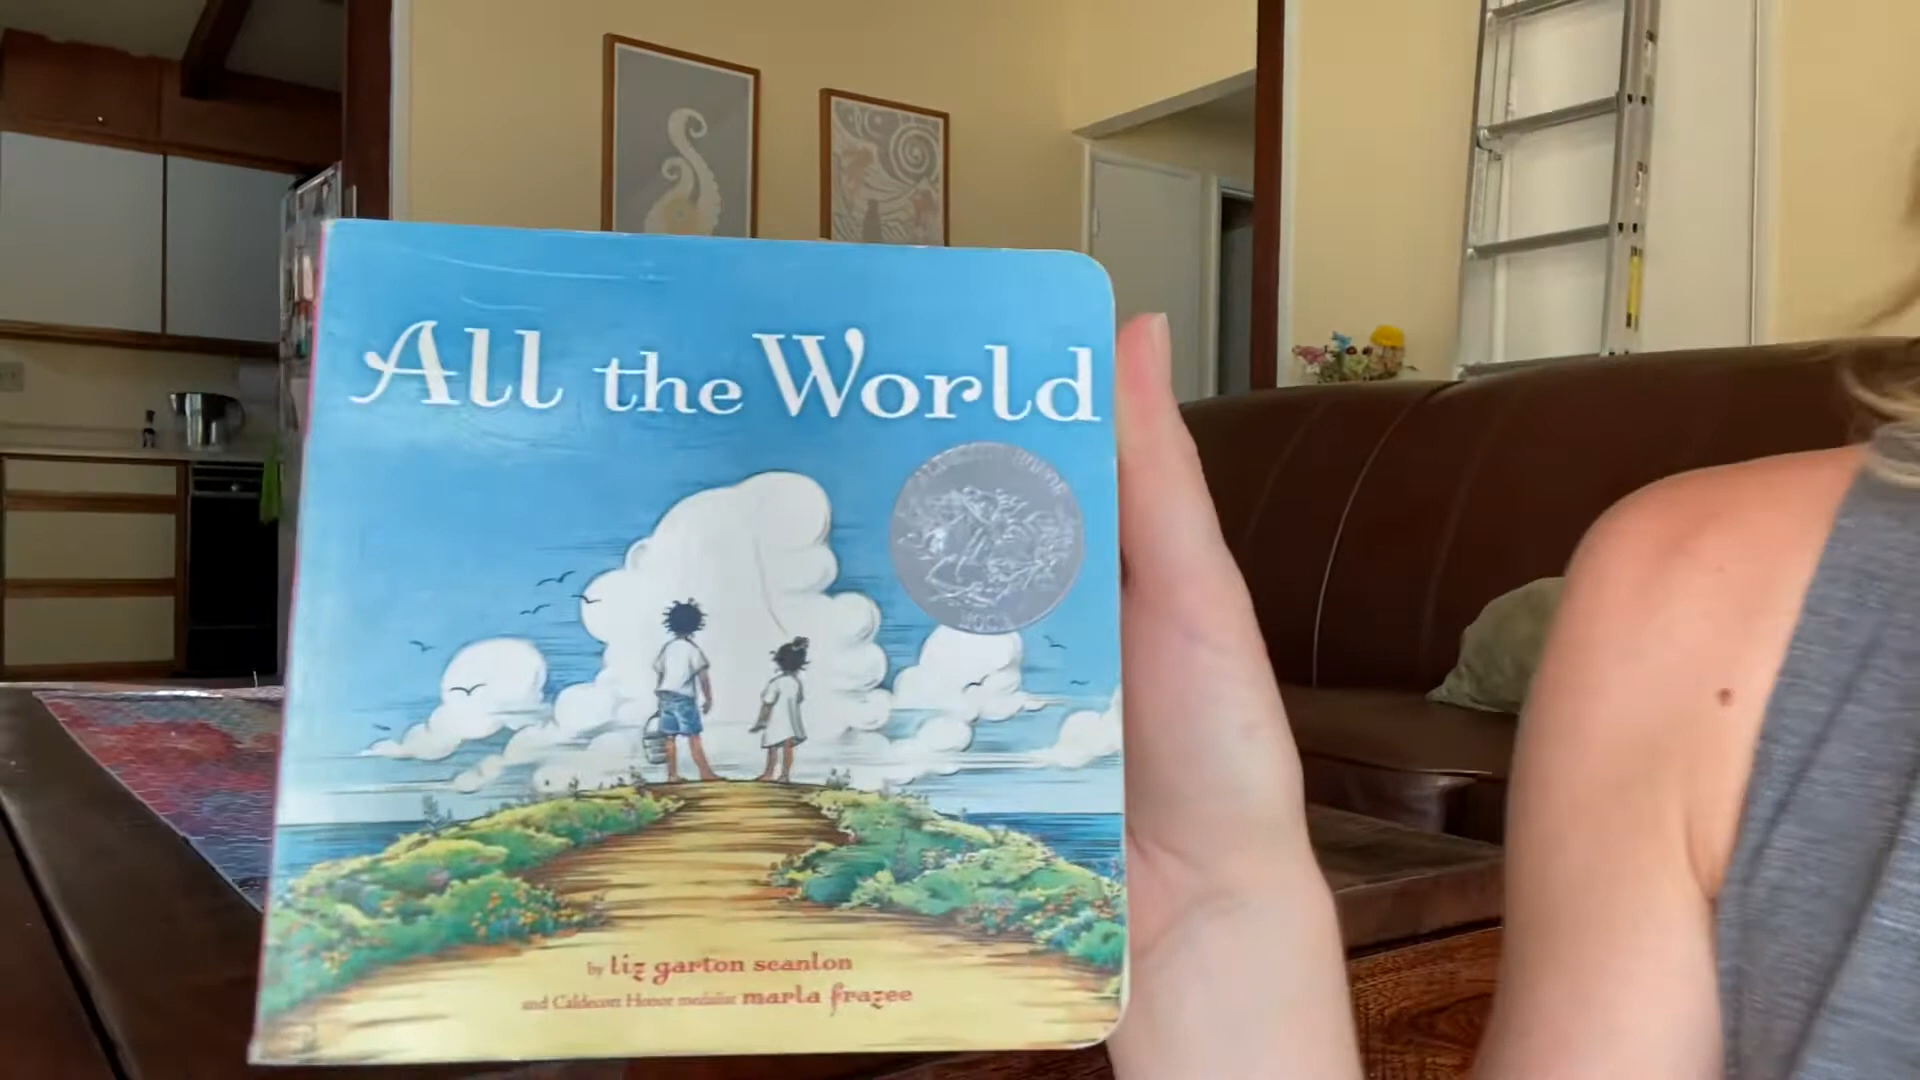 All the World
by liz garton scanlon
and Caldecott Honor medalist marla frazee